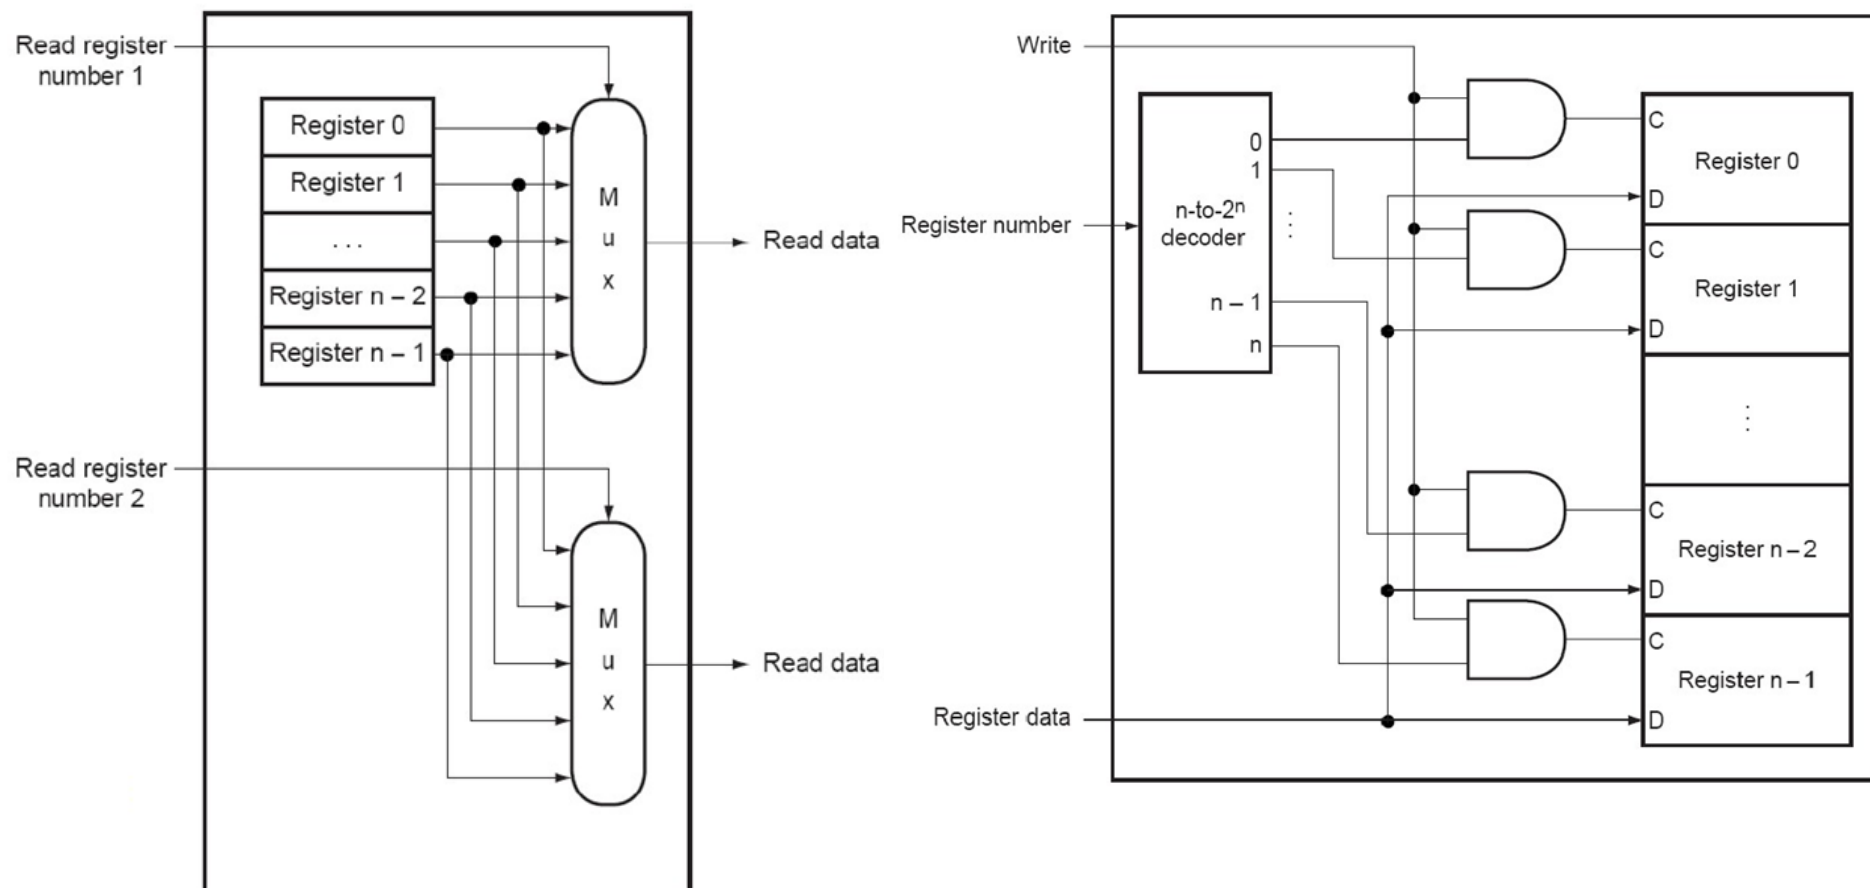 Read register
number 1
Register 0
Register 1
. . .
Register n – 2
Register n – 1
M
u
x
Read data
Read register
number 2
M
u
x
Read data
Write
Register number
n-to-2ⁿ
decoder
0
1
⋮
n – 1
n
C
Register 0
D
C
Register 1
D
⋮
C
Register n – 2
D
C
Register n – 1
D
Register data